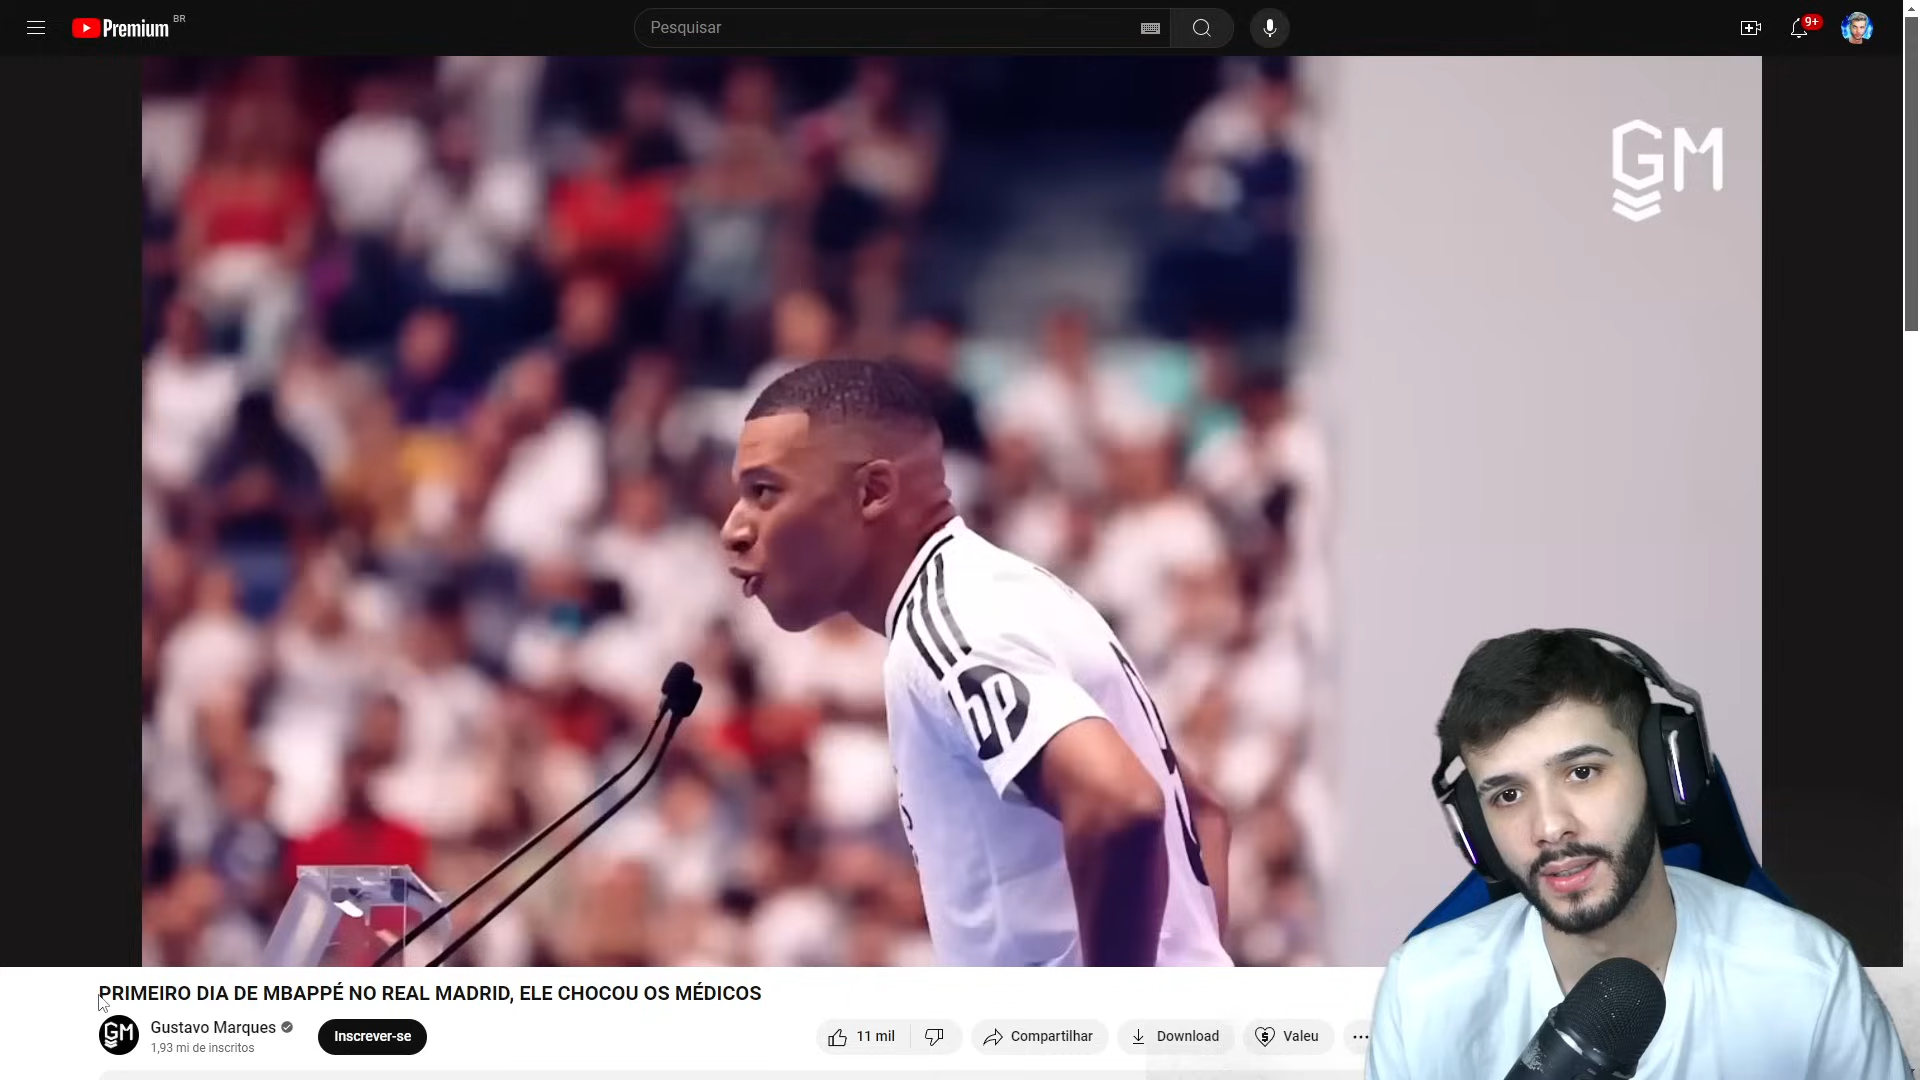 Premium BR
Pesquisar
9+
GM
hp
PRIMEIRO DIA DE MBAPPÉ NO REAL MADRID, ELE CHOCOU OS MÉDICOS
GM
Gustavo Marques
1,93 mi de inscritos
Inscrever-se
11 mil
Compartilhar
Download
Valeu